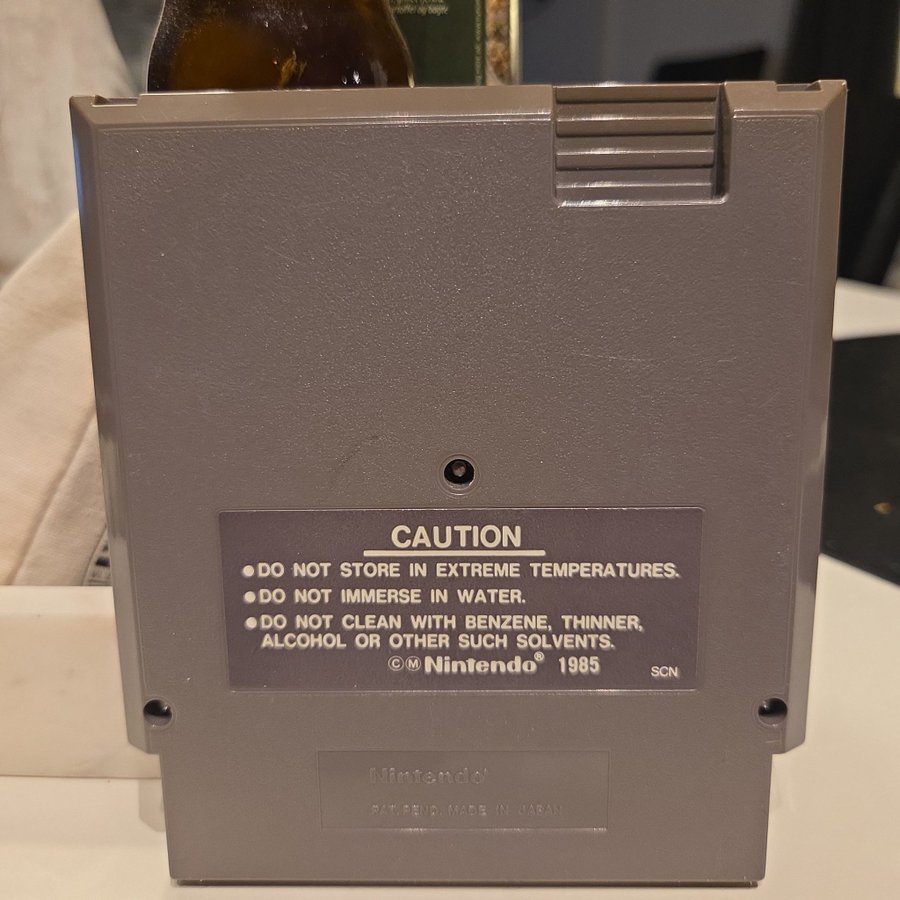 CAUTION
●DO NOT STORE IN EXTREME TEMPERATURES.
●DO NOT IMMERSE IN WATER.
●DO NOT CLEAN WITH BENZENE, THINNER,
ALCOHOL OR OTHER SUCH SOLVENTS.
©Ⓜ Nintendo® 1985
SCN
Nintendo®
PAT. PEND. MADE IN JAPAN